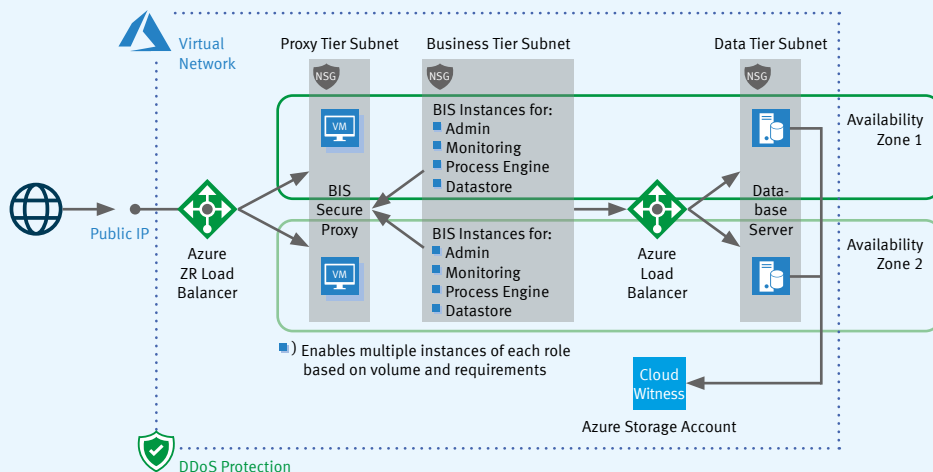 Virtual
Network
Proxy Tier Subnet
Business Tier Subnet
Data Tier Subnet
NSG
NSG
NSG
VM
BIS Instances for:
Admin
Monitoring
Process Engine
Datastore
Availability
Zone 1
Public IP
Azure
ZR Load
Balancer
BIS
Secure
Proxy
VM
BIS Instances for:
Admin
Monitoring
Process Engine
Datastore
Azure
Load
Balancer
Data-
base
Server
Availability
Zone 2
) Enables multiple instances of each role
based on volume and requirements
Cloud
Witness
Azure Storage Account
DDoS Protection